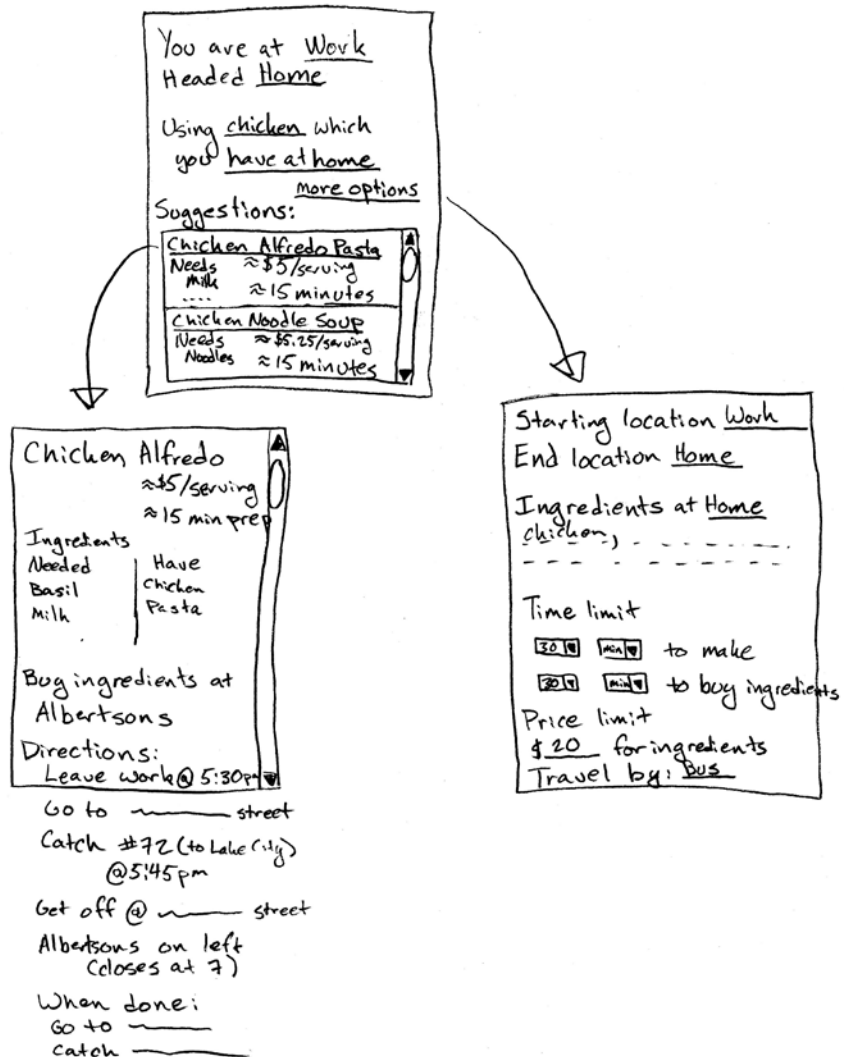 You are at Work
Headed Home
Using chicken which
you have at home
more options
Suggestions:
Chicken Alfredo Pasta
Needs ≈$5/serving
Milk
.... ≈15 minutes
Chicken Noodle Soup
Needs ≈$5.25/serving
Noodles ≈15 minutes
Chicken Alfredo
≈$5/serving
≈15 min prep
Ingredients
Needed Have
Basil Chicken
Milk Pasta
Buy ingredients at
Albertsons
Directions:
Leave work @ 5:30pm
Go to street
Catch #72 (to Lake City)
@5:45pm
Get off @ street
Albertsons on left
(closes at 7)
When done:
Go to
Catch
Starting location Work
End location Home
Ingredients at Home
chicken,
Time limit
30 min to make
30 min to buy ingredients
Price limit
$ 20 for ingredients
Travel by: Bus